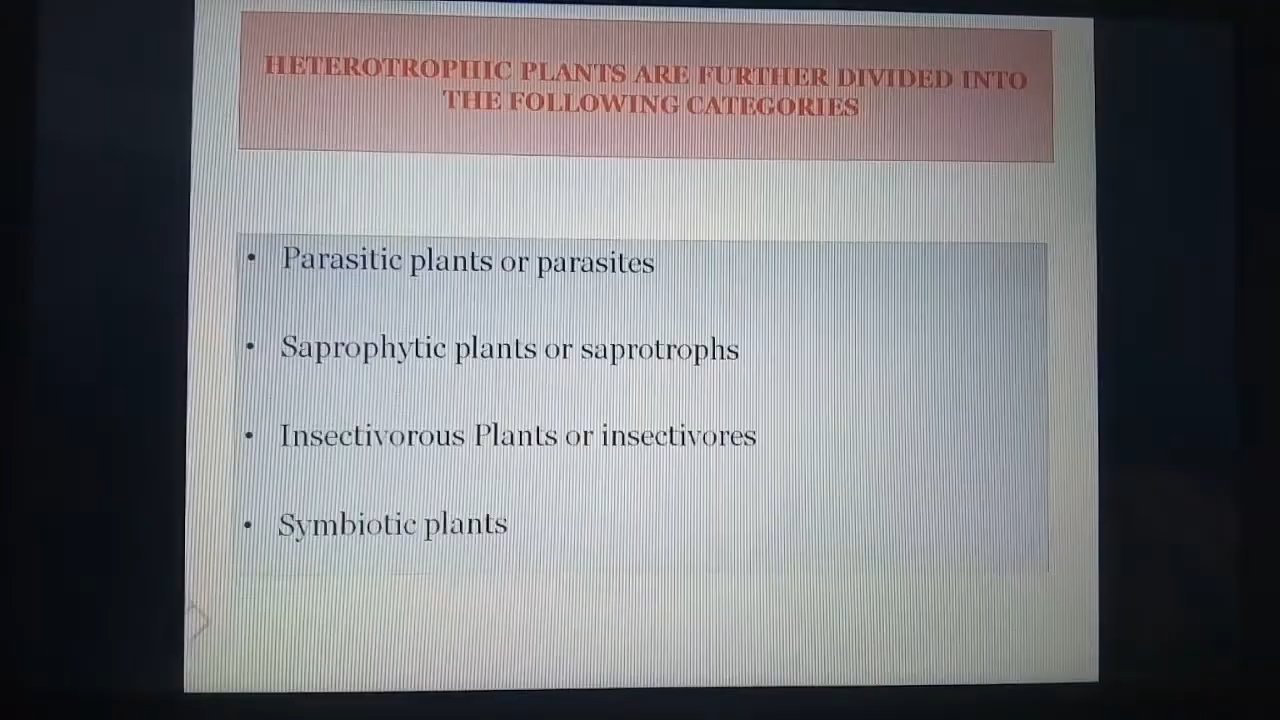 HETEROTROPHIC PLANTS ARE FURTHER DIVIDED INTO
THE FOLLOWING CATEGORIES
• Parasitic plants or parasites
• Saprophytic plants or saprotrophs
• Insectivorous Plants or insectivores
• Symbiotic plants